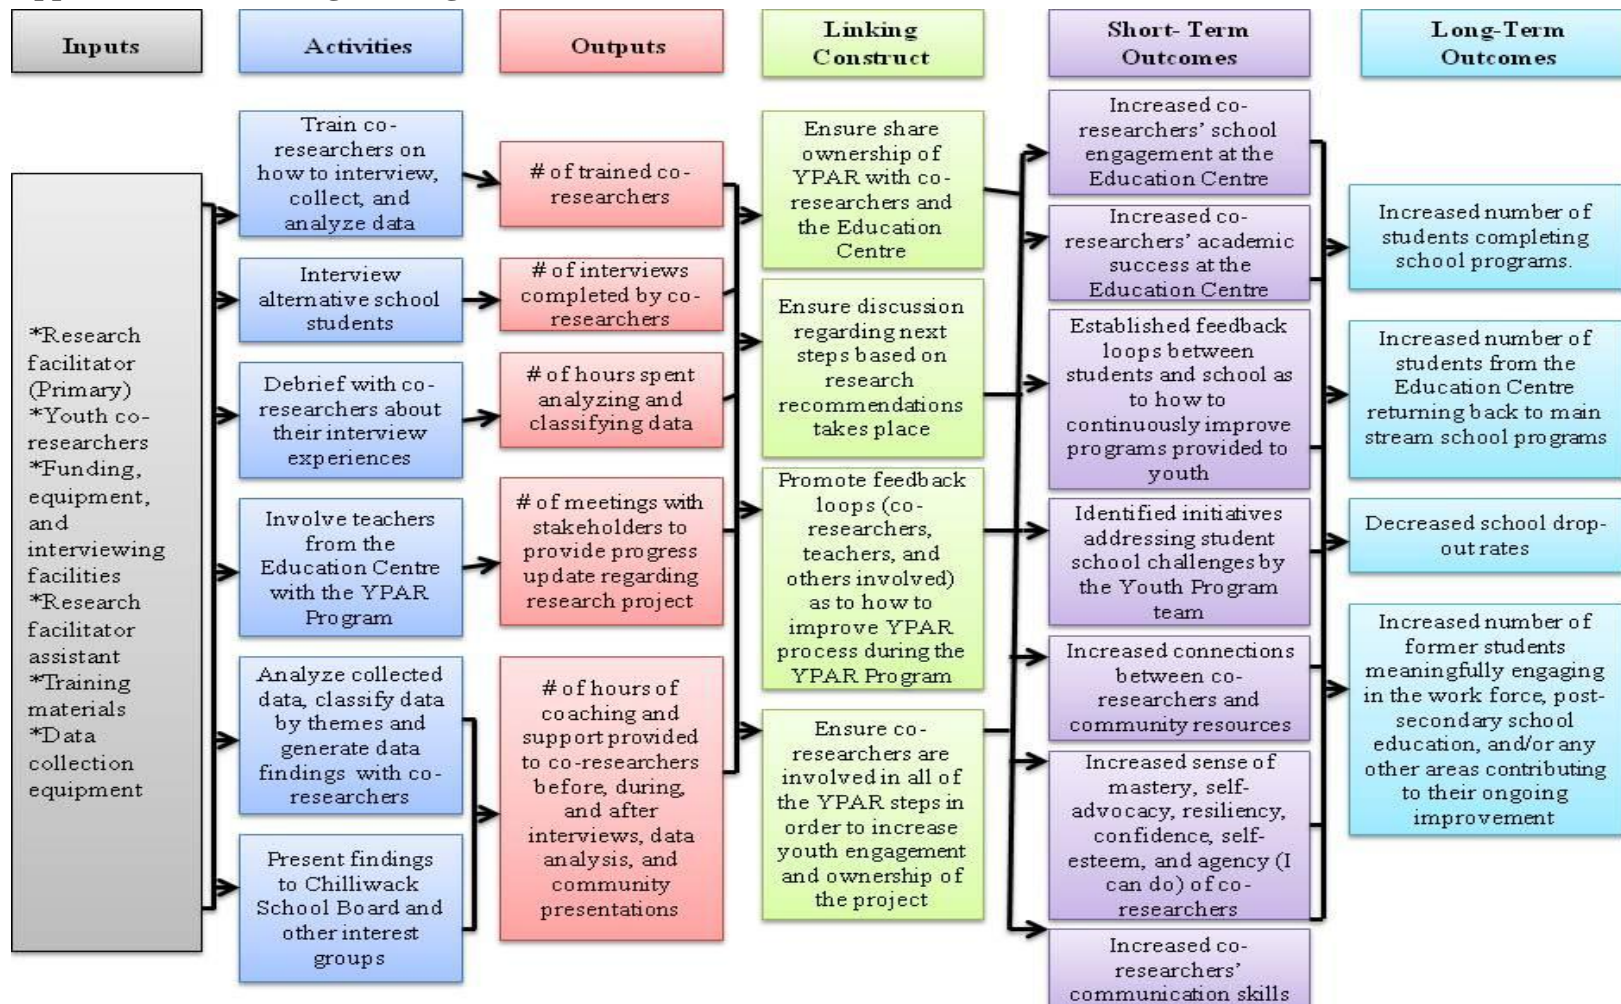 Inputs
Activities
Outputs
Linking
Construct
Short- Term
Outcomes
Long-Term
Outcomes
*Research
facilitator
(Primary)
*Youth co-
researchers
*Funding,
equipment,
and
interviewing
facilities
*Research
facilitator
assistant
*Training
materials
*Data
collection
equipment
Train co-
researchers on
how to interview,
collect, and
analyze data
Interview
alternative school
students
Debrief with co-
researchers about
their interview
experiences
Involve teachers
from the
Education Centre
with the YPAR
Program
Analyze collected
data, classify data
by themes and
generate data
findings with co-
researchers
Present findings
to Chilliwack
School Board and
other interest
groups
# of trained co-
researchers
# of interviews
completed by co-
researchers
# of hours spent
analyzing and
classifying data
# of meetings with
stakeholders to
provide progress
update regarding
research project
# of hours of
coaching and
support provided
to co-researchers
before, during,
and after
interviews, data
analysis, and
community
presentations
Ensure share
ownership of
YPAR with co-
researchers and
the Education
Centre
Ensure discussion
regarding next
steps based on
research
recommendations
takes place
Promote feedback
loops (co-
researchers,
teachers, and
others involved)
as to how to
improve YPAR
process during the
YPAR Program
Ensure co-
researchers are
involved in all of
the YPAR steps in
order to increase
youth engagement
and ownership of
the project
Increased co-
researchers' school
engagement at the
Education Centre
Increased co-
researchers' academic
success at the
Education Centre
Established feedback
loops between
students and school as
to how to
continuously improve
programs provided to
youth
Identified initiatives
addressing student
school challenges by
the Youth Program
team
Increased connections
between co-
researchers and
community resources
Increased sense of
mastery, self-
advocacy, resiliency,
confidence, self-
esteem, and agency (I
can do) of co-
researchers
Increased co-
researchers'
communication skills
Increased number of
students completing
school programs.
Increased number of
students from the
Education Centre
returning back to main
stream school programs
Decreased school drop-
out rates
Increased number of
former students
meaningfully engaging
in the work force, post-
secondary school
education, and/or any
other areas contributing
to their ongoing
improvement